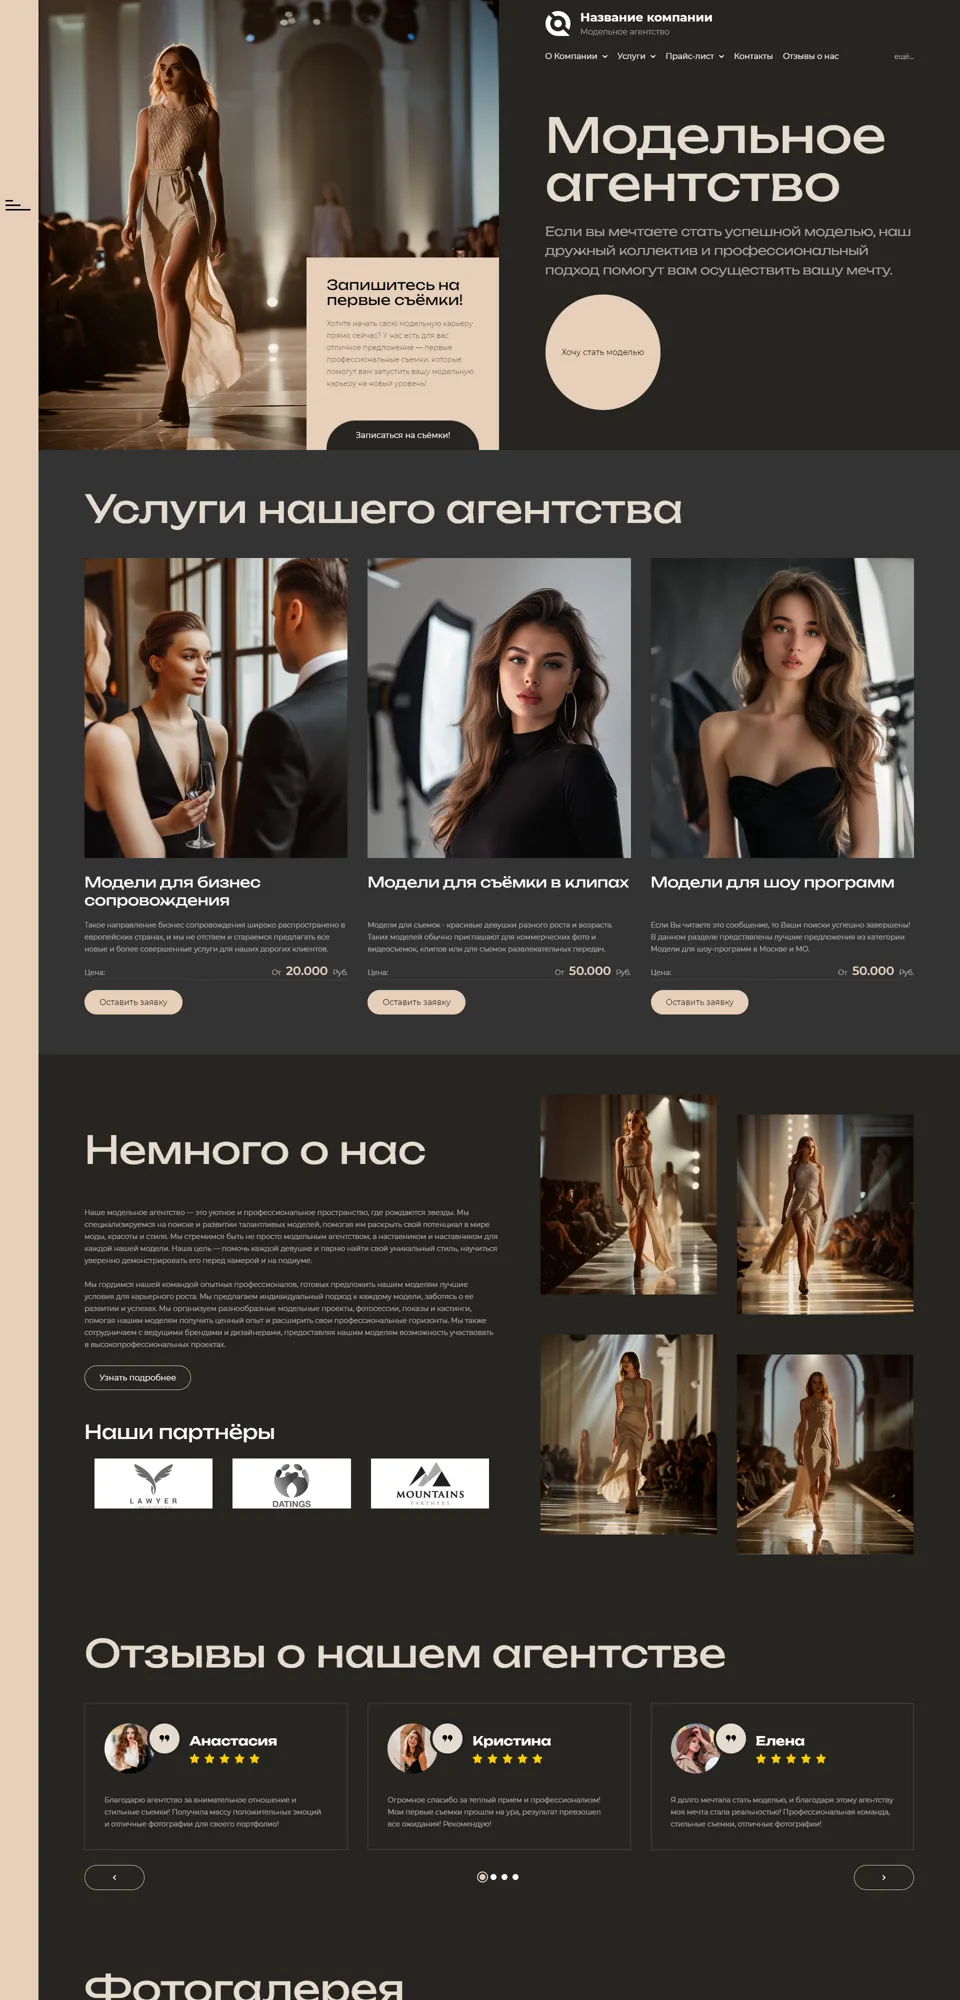 Название компании
Модельное агентство
О Компании Услуги Прайс-лист Контакты Отзывы о нас ещё...
Модельное
агентство
Если вы мечтаете стать успешной моделью, наш
дружный коллектив и профессиональный
подход помогут вам осуществить вашу мечту.
Хочу стать моделью
Запишитесь на
первые съёмки!
Хотите начать свою модельную карьеру
прямо сейчас? У нас есть для вас
отличное предложение — первые
профессиональные съемки, которые
помогут вам запустить вашу модельную
карьеру на новый уровень!
Записаться на съёмки!
Услуги нашего агентства
Модели для бизнес
сопровождения
Такое направление бизнес сопровождения широко распространено в
европейских странах, и мы не отстаем и стараемся предлагать все
новые и более совершенные услуги для наших дорогих клиентов.
Цена: От 20.000 Руб.
Оставить заявку
Модели для съёмки в клипах
Модели для съемок - красивые девушки разного роста и возраста.
Таких моделей обычно приглашают для коммерческих фото и
видеосъемок, клипов или для съемок развлекательных передач.
Цена: От 50.000 Руб.
Оставить заявку
Модели для шоу программ
Если Вы читаете это сообщение, то Ваши поиски успешно завершены!
В данном разделе представлены лучшие предложения из категории
Модели для шоу-программ в Москве и МО.
Цена: От 50.000 Руб.
Оставить заявку
Немного о нас
Наше модельное агентство — это уютное и профессиональное пространство, где рождаются звезды. Мы
специализируемся на поиске и развитии талантливых моделей, помогая им раскрыть свой потенциал в мире
моды, красоты и стиля. Мы стремимся быть не просто модельным агентством, а наставником и наставником для
каждой нашей модели. Наша цель — помочь каждой девушке и парню найти свой уникальный стиль, научиться
уверенно демонстрировать его перед камерой и на подиуме.
Мы гордимся нашей командой опытных профессионалов, готовых предложить нашим моделям лучшие
условия для карьерного роста. Мы предлагаем индивидуальный подход к каждому модели, заботясь о ее
развитии и успехах. Мы организуем разнообразные модельные проекты, фотосессии, показы и кастинги,
помогая нашим моделям получить ценный опыт и расширить свои профессиональные горизонты. Мы также
сотрудничаем с ведущими брендами и дизайнерами, предоставляя нашим моделям возможность участвовать
в высокопрофессиональных проектах.
Узнать подробнее
Наши партнёры
LAWYER
DATINGS
MOUNTAINS
PARTNERS
Отзывы о нашем агентстве
Анастасия
Благодарю агентство за внимательное отношение и
стильные съемки! Получила массу положительных эмоций
и отличные фотографии для своего портфолио!
Кристина
Огромное спасибо за теплый прием и профессионализм!
Мои первые съемки прошли на ура, результат превзошел
все ожидания! Рекомендую!
Елена
Я долго мечтала стать моделью, и благодаря этому агентству
моя мечта стала реальностью! Профессиональная команда,
стильные съемки, отличные фотографии!
Фотогалерея